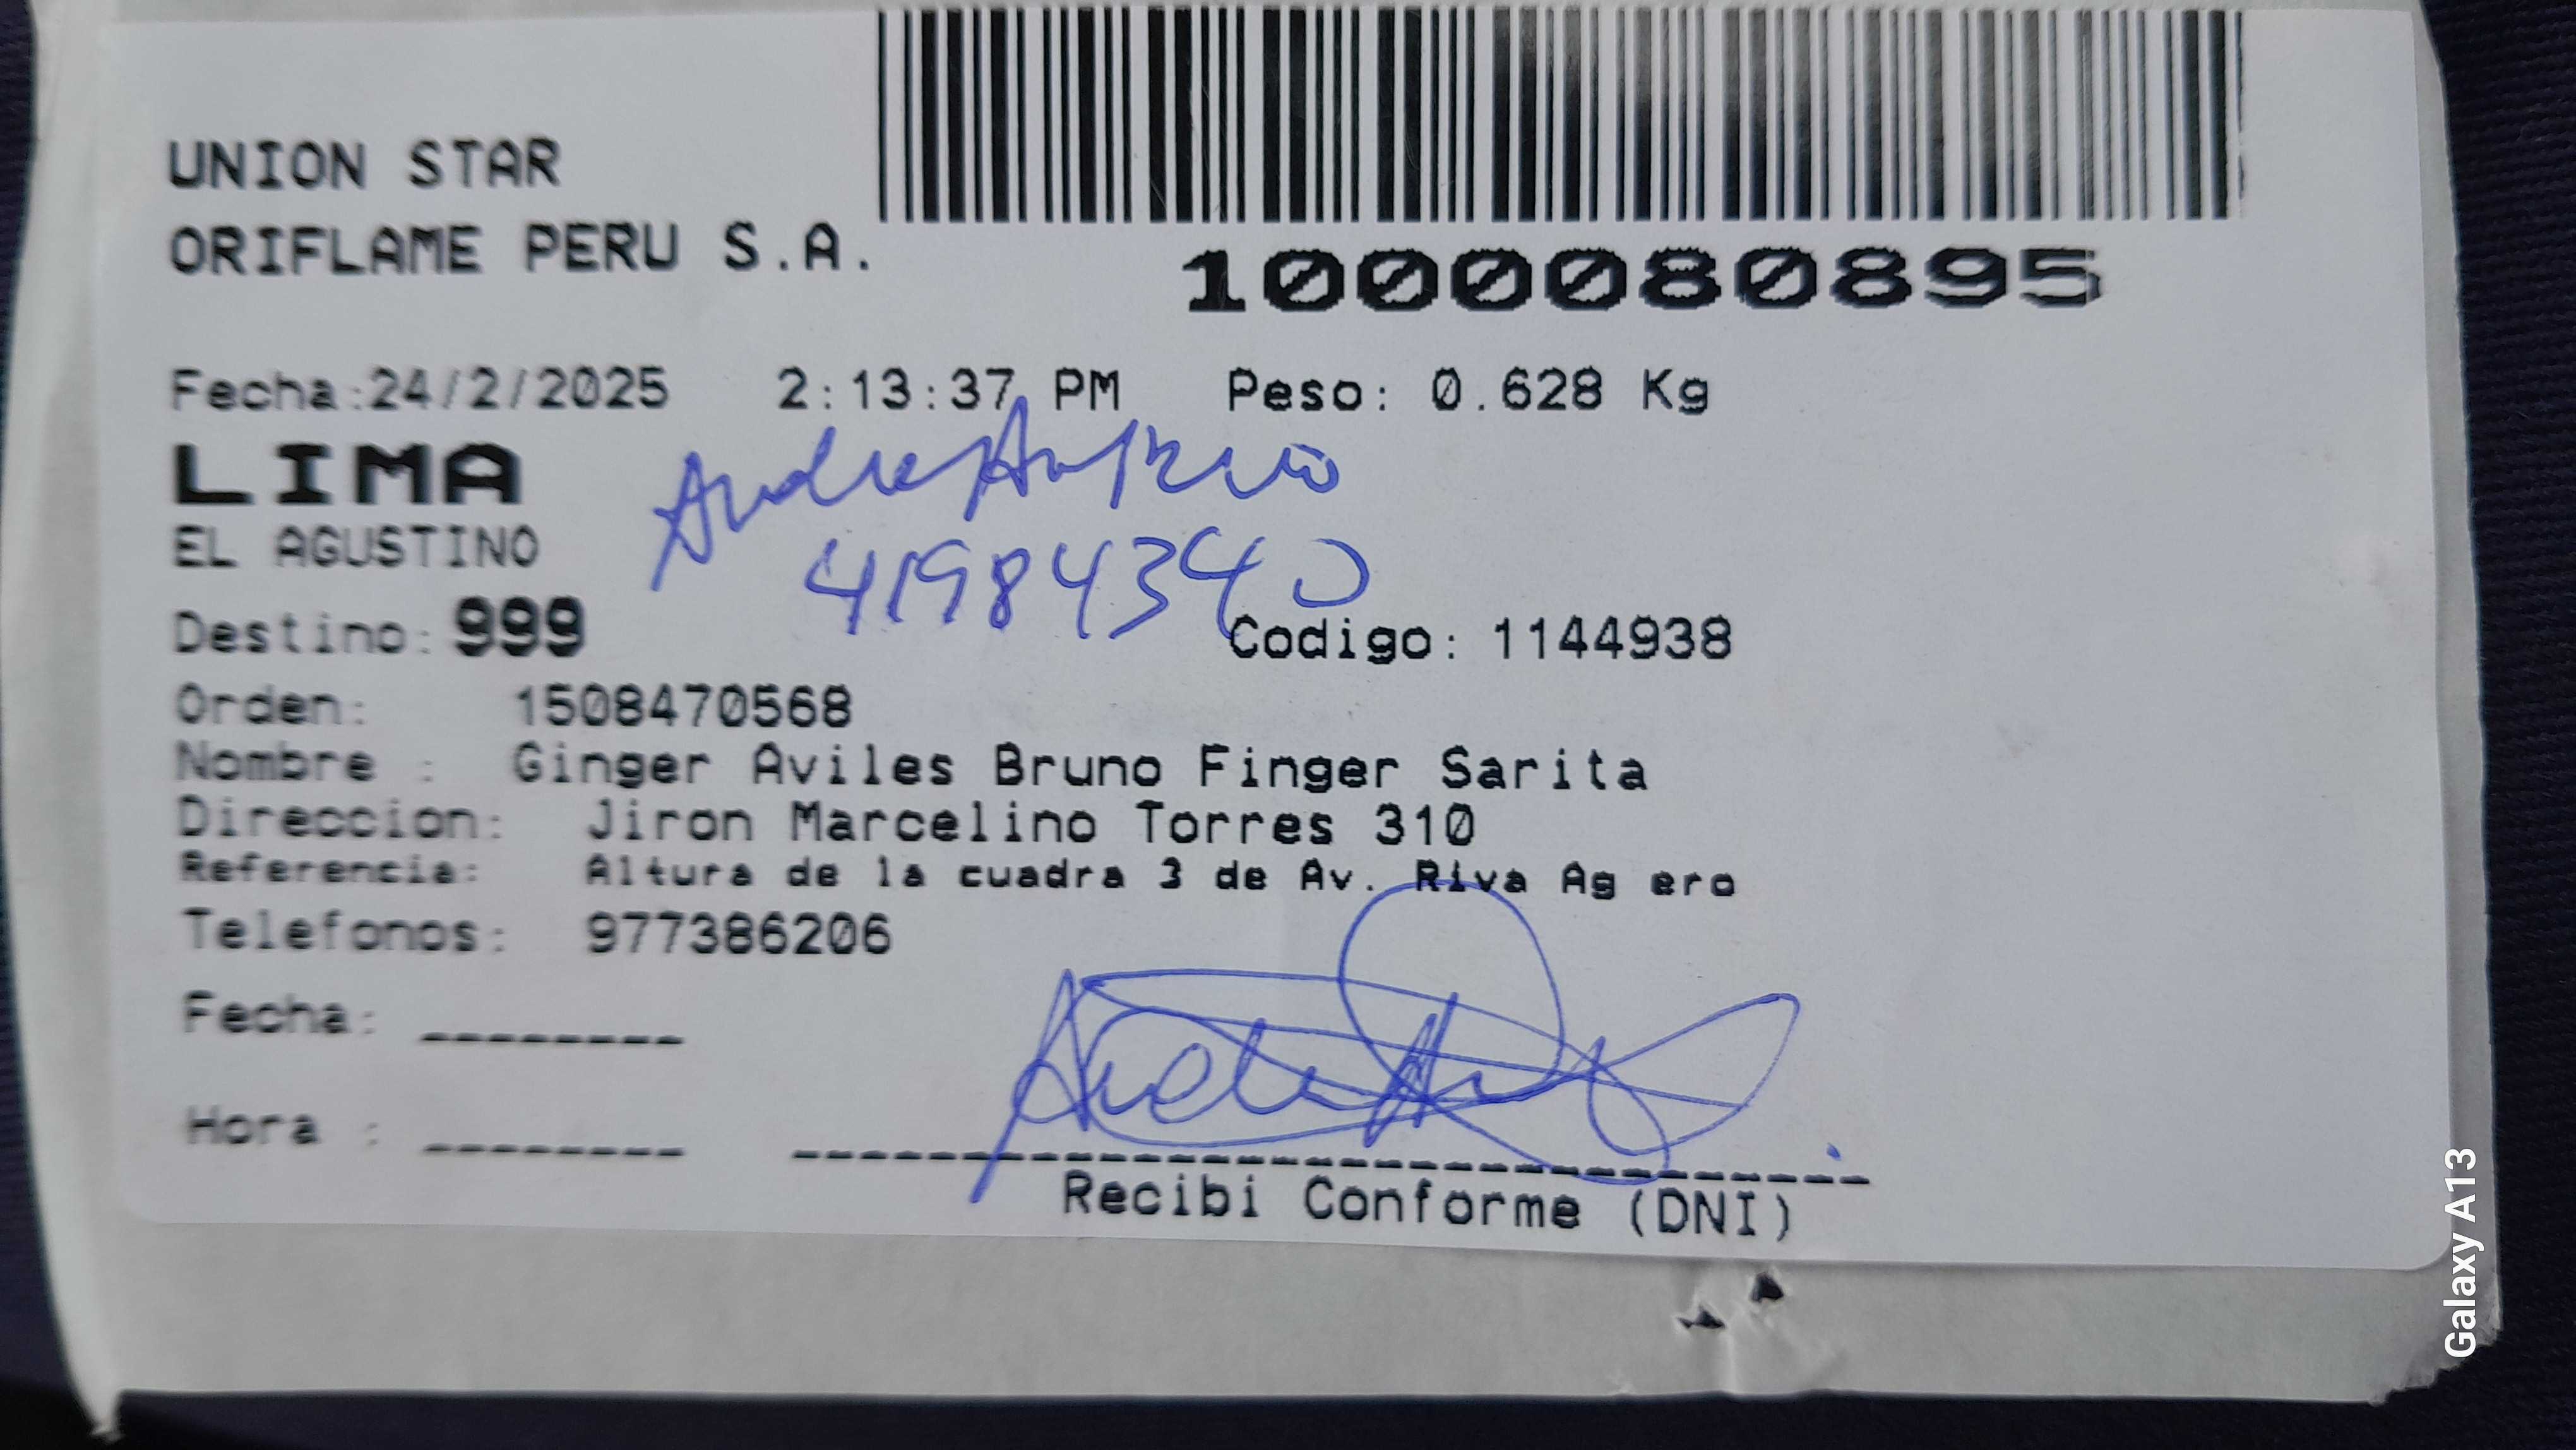 UNION STAR
ORIFLAME PERU S.A.
1000080895
Fecha:24/2/2025 2:13:37 PM Peso: 0.628 Kg
LIMA
EL AGUSTINO
41984340
Destino: 999 Codigo: 1144938
Orden: 1508470568
Nombre : Ginger Aviles Bruno Finger Sarita
Direccion: Jiron Marcelino Torres 310
Referencia: Altura de la cuadra 3 de Av. Riva Ag ero
Telefonos: 977386206
Fecha: ________
Hora : ________
Recibi Conforme (DNI)
Galaxy A13